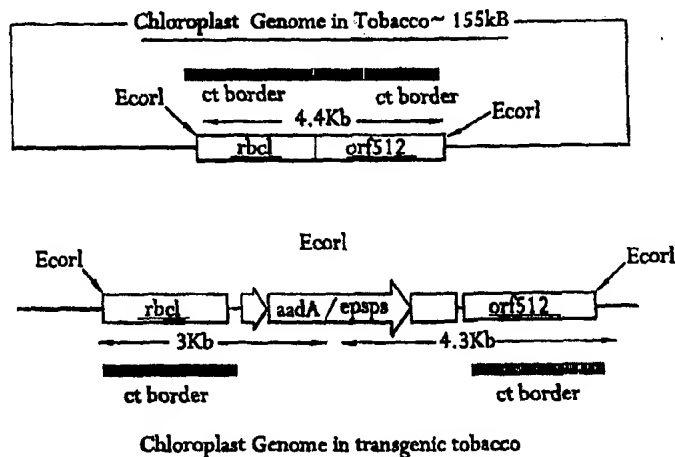 Chloroplast Genome in Tobacco~ 155kB
ct border ct border
EcorI EcorI
4.4Kb
rbcl orf512
EcorI
EcorI EcorI
rbcl aadA / epsps orf512
3Kb 4.3Kb
ct border ct border
Chloroplast Genome in transgenic tobacco